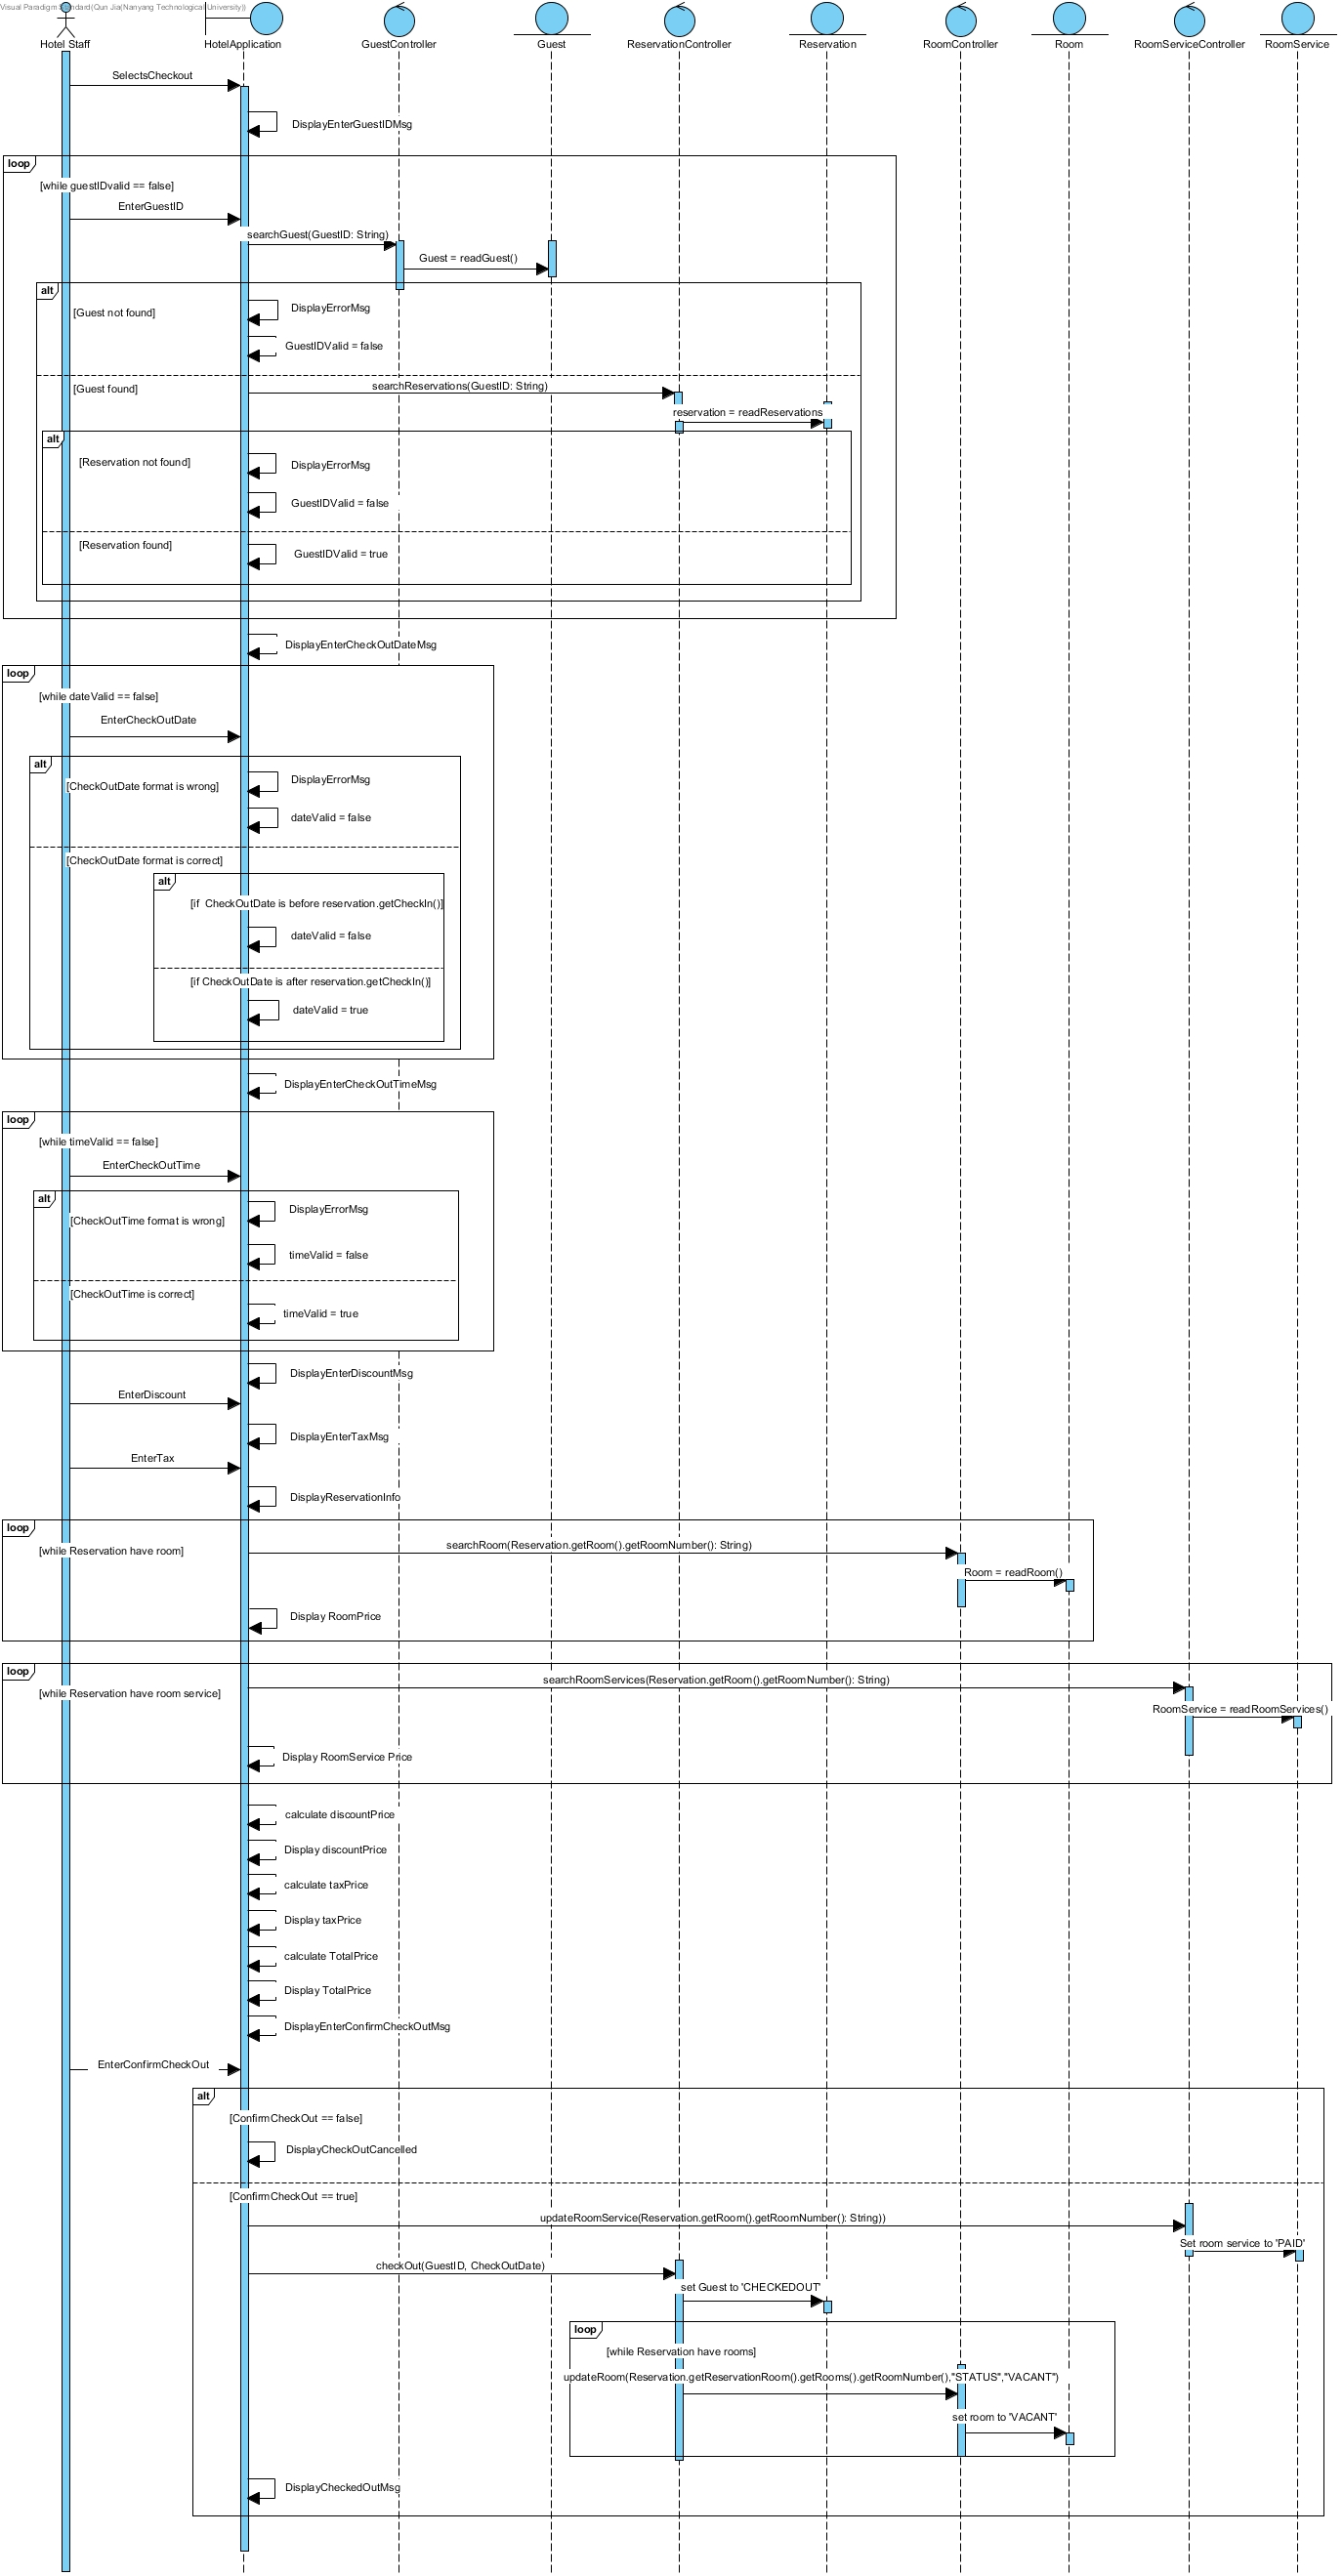 Visual Paradigm Standard(Qun Jia(Nanyang Technological University))
Hotel Staff
HotelApplication
GuestController
Guest
ReservationController
Reservation
RoomController
Room
RoomServiceController
RoomService
SelectsCheckout
DisplayEnterGuestIDMsg
loop
[while guestIDvalid == false]
EnterGuestID
searchGuest(GuestID: String)
Guest = readGuest()
alt
[Guest not found]
DisplayErrorMsg
GuestIDValid = false
[Guest found]
searchReservations(GuestID: String)
reservation = readReservations
alt
[Reservation not found]
DisplayErrorMsg
GuestIDValid = false
[Reservation found]
GuestIDValid = true
DisplayEnterCheckOutDateMsg
loop
[while dateValid == false]
EnterCheckOutDate
alt
[CheckOutDate format is wrong]
DisplayErrorMsg
dateValid = false
[CheckOutDate format is correct]
alt
[if  CheckOutDate is before reservation.getCheckIn()]
dateValid = false
[if CheckOutDate is after reservation.getCheckIn()]
dateValid = true
DisplayEnterCheckOutTimeMsg
loop
[while timeValid == false]
EnterCheckOutTime
alt
[CheckOutTime format is wrong]
DisplayErrorMsg
timeValid = false
[CheckOutTime is correct]
timeValid = true
DisplayEnterDiscountMsg
EnterDiscount
DisplayEnterTaxMsg
EnterTax
DisplayReservationInfo
loop
[while Reservation have room]
searchRoom(Reservation.getRoom().getRoomNumber(): String)
Room = readRoom()
Display RoomPrice
loop
[while Reservation have room service]
searchRoomServices(Reservation.getRoom().getRoomNumber(): String)
RoomService = readRoomServices()
Display RoomService Price
calculate discountPrice
Display discountPrice
calculate taxPrice
Display taxPrice
calculate TotalPrice
Display TotalPrice
DisplayEnterConfirmCheckOutMsg
EnterConfirmCheckOut
alt
[ConfirmCheckOut == false]
DisplayCheckOutCancelled
[ConfirmCheckOut == true]
updateRoomService(Reservation.getRoom().getRoomNumber(): String))
Set room service to 'PAID'
checkOut(GuestID, CheckOutDate)
set Guest to 'CHECKEDOUT'
loop
[while Reservation have rooms]
updateRoom(Reservation.getReservationRoom().getRooms().getRoomNumber(),"STATUS","VACANT")
set room to 'VACANT'
DisplayCheckedOutMsg